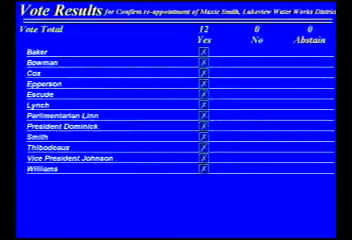 Vote Results for Confirm re-appointment of Maxie Smith, Lakeview Water Works District
Vote Total 12 0 0
Yes No Abstain
Baker X
Bowman X
Cox X
Epperson X
Escude X
Lynch X
Parlimentarian Linn X
President Dominick X
Smith X
Thibodeaux X
Vice President Johnson X
Williams X